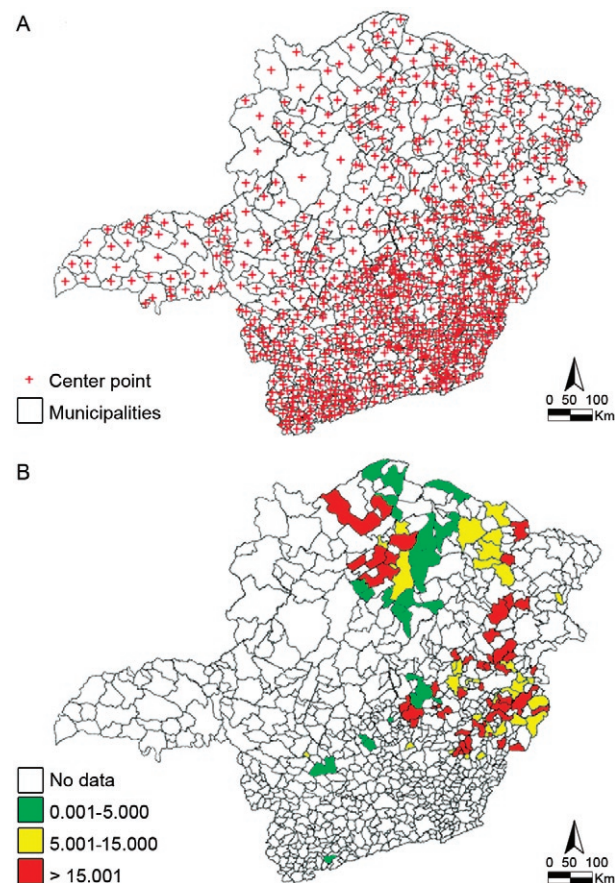 A
Center point
Municipalities
0 50 100
Km
B
No data
0.001-5.000
5.001-15.000
> 15.001
0 50 100
Km